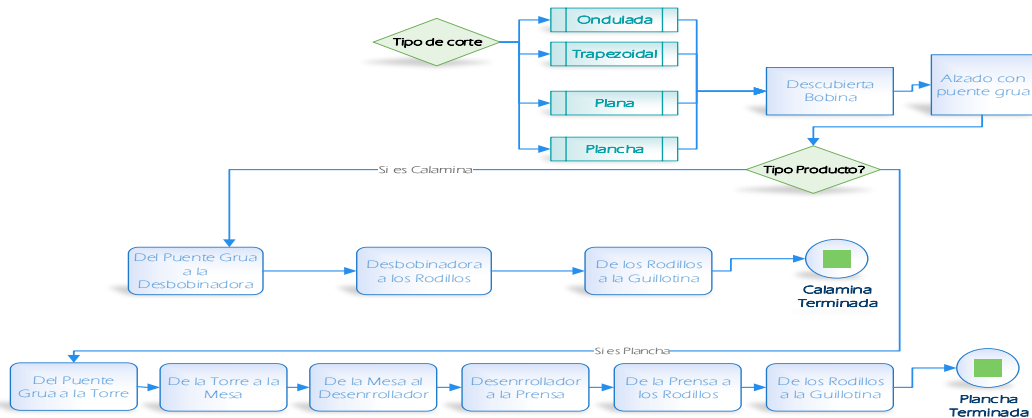 Tipo de corte
Ondulada
Trapezoidal
Plana
Plancha
Descubierta
Bobina
Alzado con
puente grua
Tipo Producto?
Si es Calamina
Del Puente Grua
a la
Desbobinadora
Desbobinadora
a los Rodillos
De los Rodillos
a la Guillotina
Calamina
Terminada
Si es Plancha
Del Puente
Grua a la Torre
De la Torre a la
Mesa
De la Mesa al
Desenrrollador
Desenrrollador
a la Prensa
De la Prensa a
los Rodillos
De los Rodillos
a la Guillotina
Plancha
Terminada